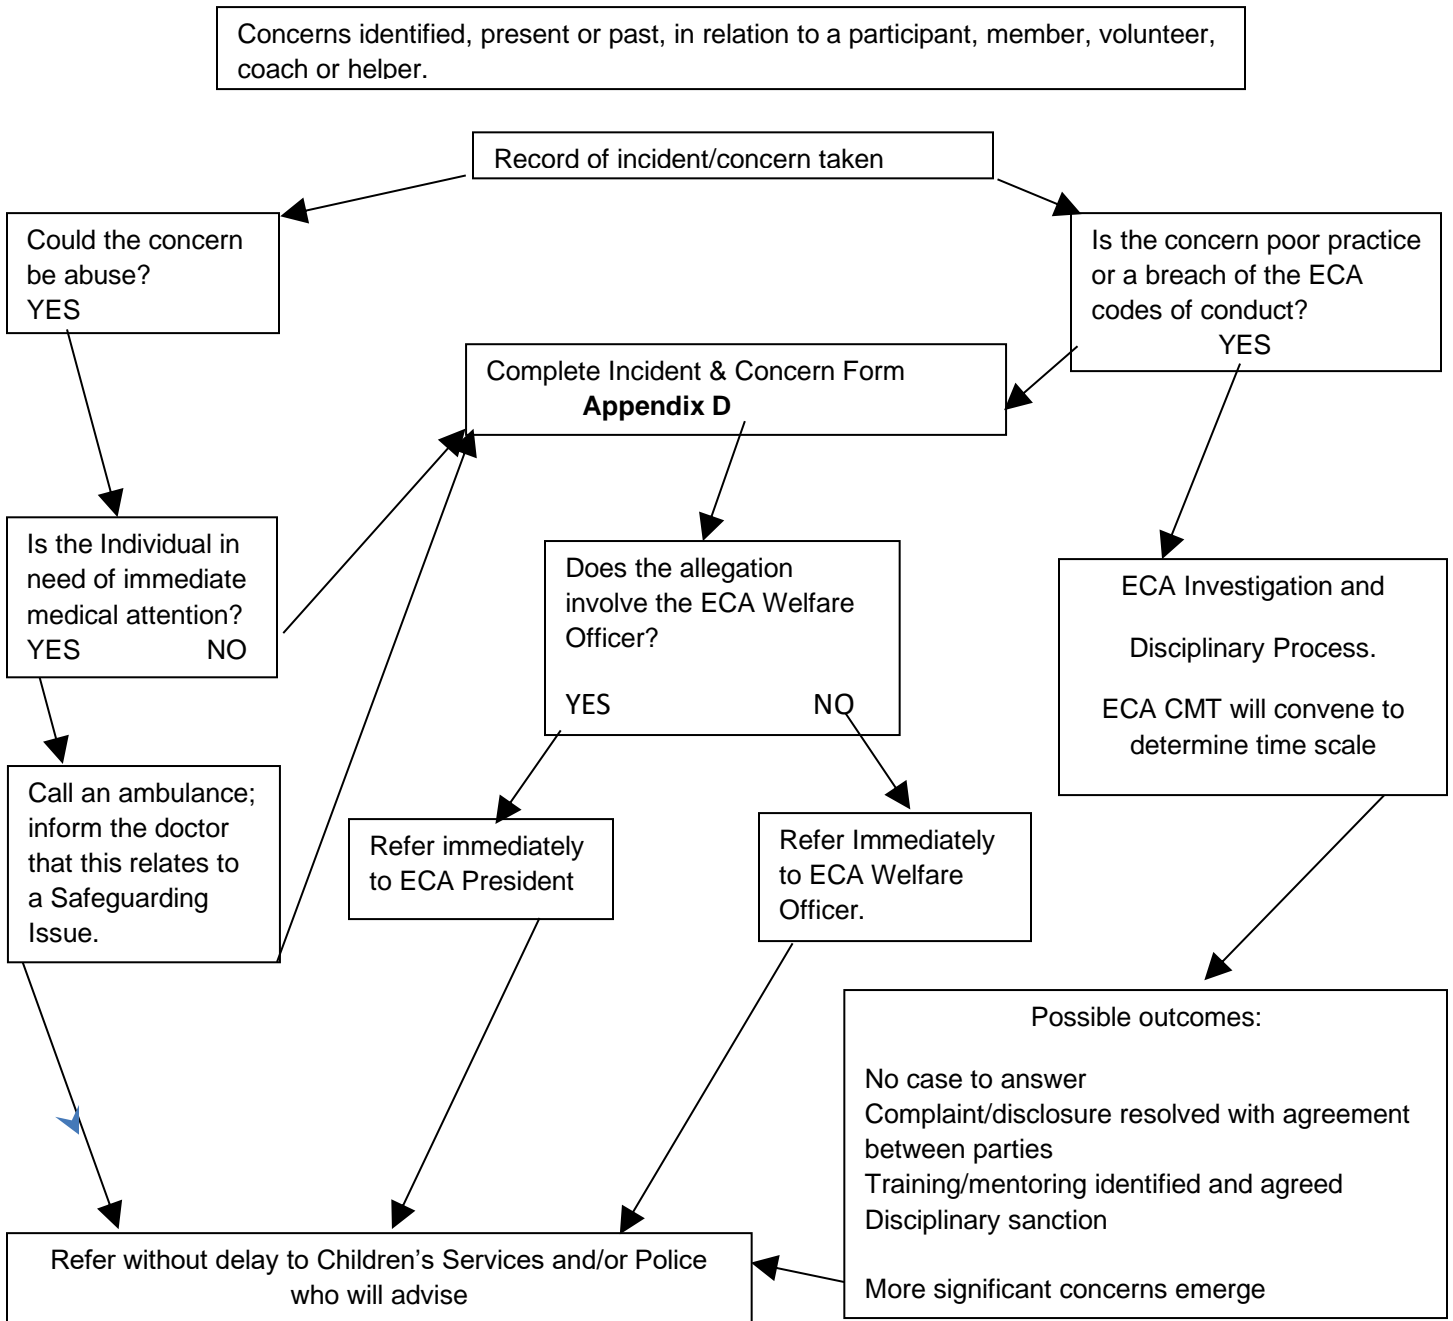 Concerns identified, present or past, in relation to a participant, member, volunteer,
coach or helper.
Record of incident/concern taken
Could the concern
be abuse?
YES
Is the concern poor practice
or a breach of the ECA
codes of conduct?
YES
Complete Incident & Concern Form
Appendix D
Is the Individual in
need of immediate
medical attention?
YES NO
Does the allegation
involve the ECA Welfare
Officer?
YES NO
ECA Investigation and
Disciplinary Process.
ECA CMT will convene to
determine time scale
Call an ambulance;
inform the doctor
that this relates to
a Safeguarding
Issue.
Refer immediately
to ECA President
Refer Immediately
to ECA Welfare
Officer.
Possible outcomes:
No case to answer
Complaint/disclosure resolved with agreement
between parties
Training/mentoring identified and agreed
Disciplinary sanction
More significant concerns emerge
Refer without delay to Children’s Services and/or Police
who will advise